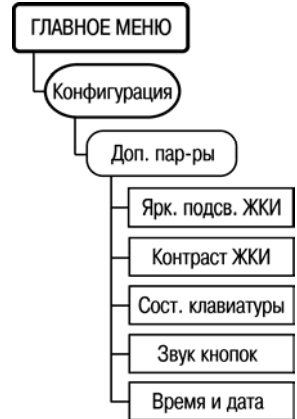 ГЛАВНОЕ МЕНЮ
Конфигурация
Доп. пар-ры
Ярк. подсв. ЖКИ
Контраст ЖКИ
Сост. клавиатуры
Звук кнопок
Время и дата